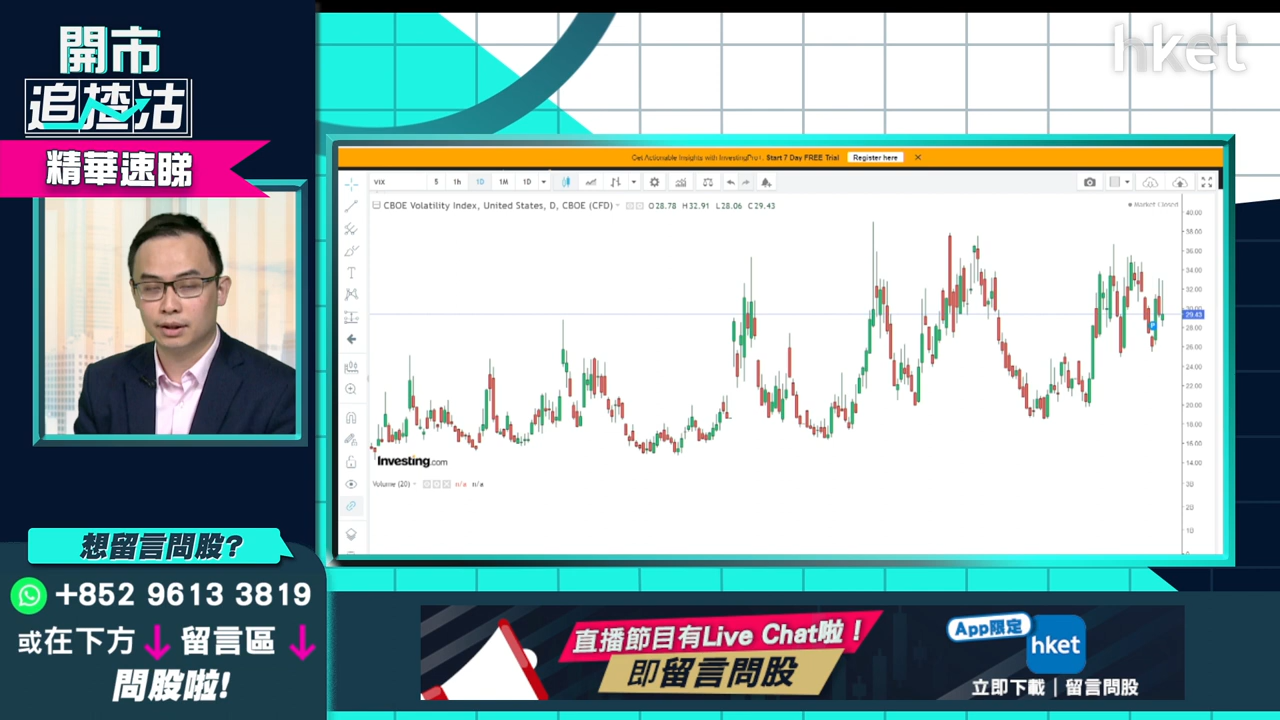 開市
追揸沽
精華速睇
hket
Get Actionable Insights with InvestingPro+. Start 7 Day FREE Trial
Register here
VIX
5
1h
1D
1M
1D
CBOE Volatility Index, United States, D, CBOE (CFD)
O28.78 H32.91 L28.06 C29.43
Market Closed
40.00
38.00
36.00
34.00
32.00
30.00
29.43
28.00
26.00
24.00
22.00
20.00
18.00
16.00
14.00
30
20
10
Investing.com
Volume (20)
n/a n/a
想留言問股?
+852 9613 3819
或在下方 留言區
問股啦!
直播節目有Live Chat啦!
即留言問股
App限定
hket
立即下載 | 留言問股